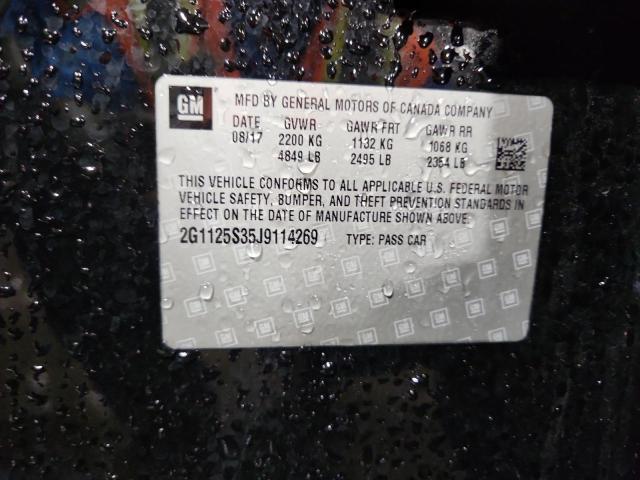 GM
MFD BY GENERAL MOTORS OF CANADA COMPANY
DATE GVWR GAWR FRT GAWR RR
08/17 2200 KG 1132 KG 1068 KG
4849 LB 2495 LB 2354 LB
THIS VEHICLE CONFORMS TO ALL APPLICABLE U.S. FEDERAL MOTOR
VEHICLE SAFETY, BUMPER, AND THEFT PREVENTION STANDARDS IN
EFFECT ON THE DATE OF MANUFACTURE SHOWN ABOVE.
2G1125S35J9114269 TYPE: PASS CAR